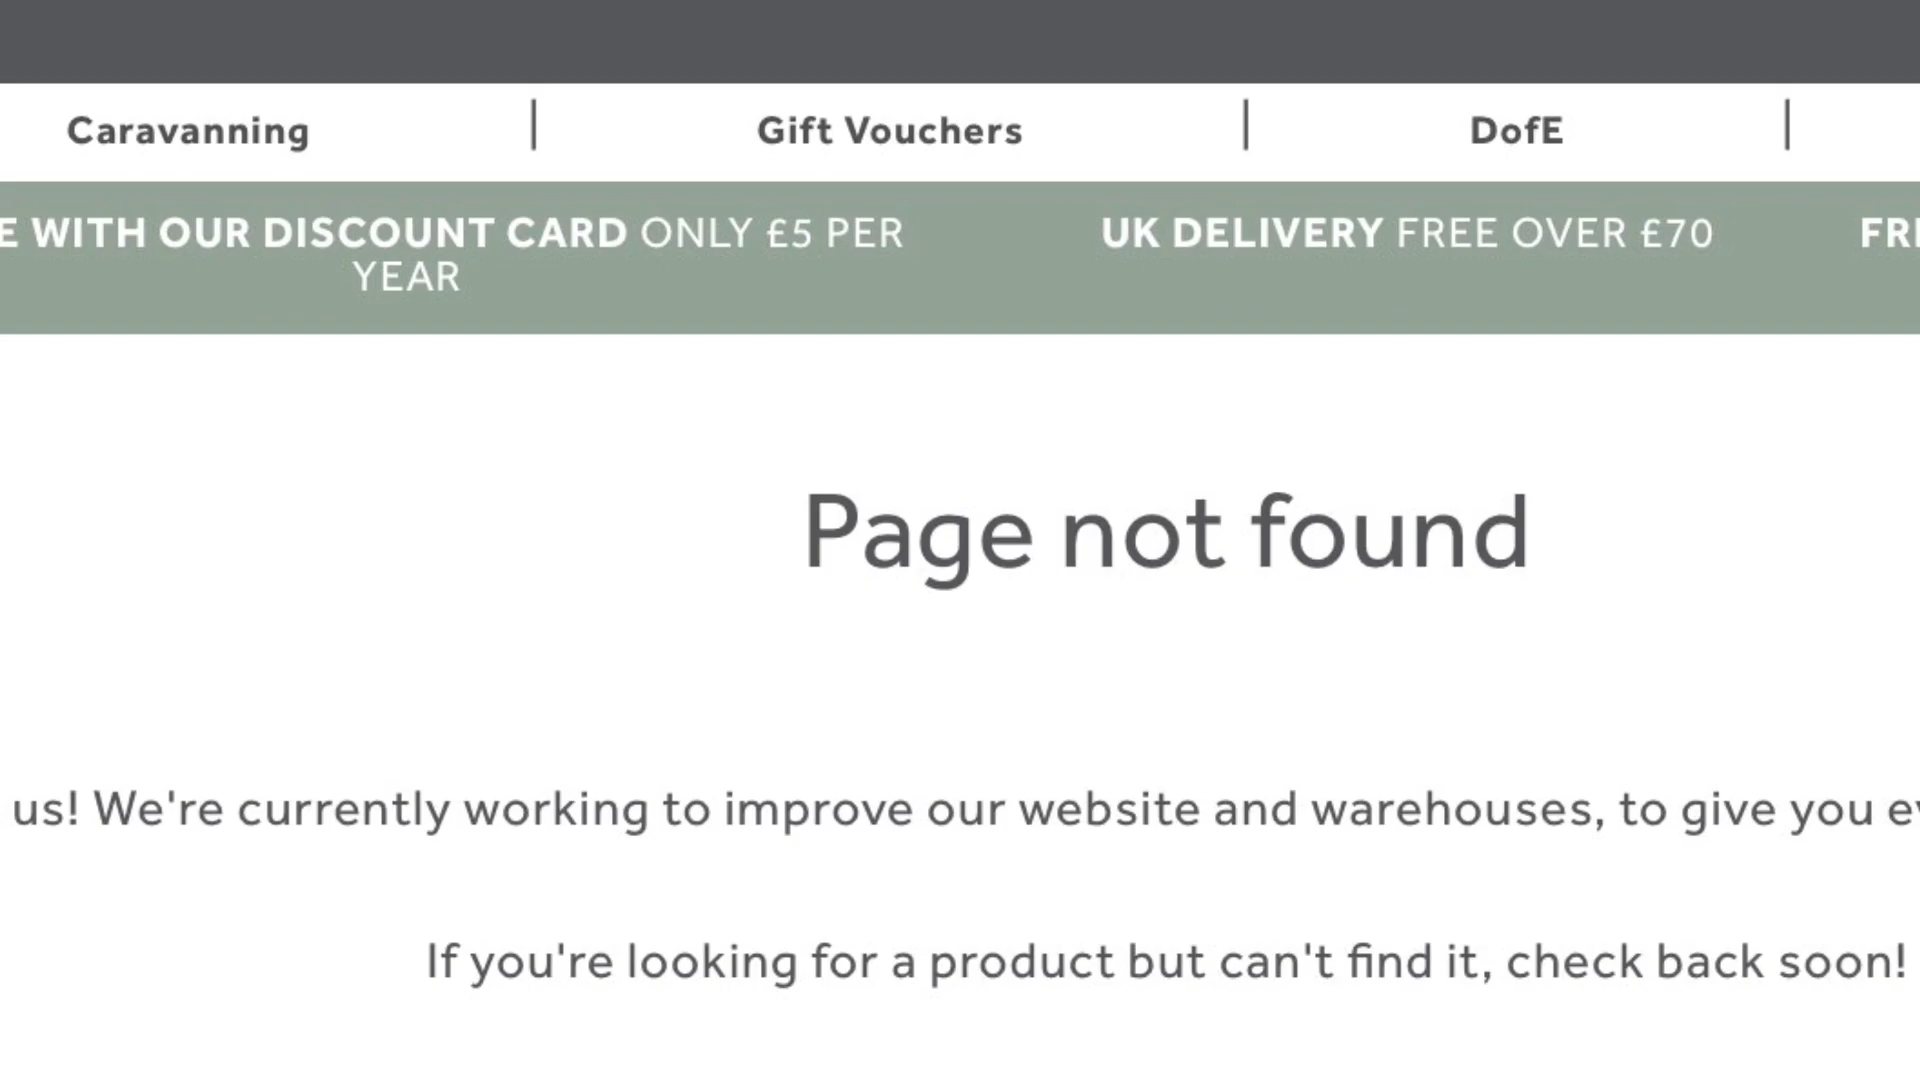 Caravanning | Gift Vouchers | DofE |
WITH OUR DISCOUNT CARD ONLY £5 PER
YEAR
UK DELIVERY FREE OVER £70
Page not found
us! We're currently working to improve our website and warehouses, to give you
If you're looking for a product but can't find it, check back soon!